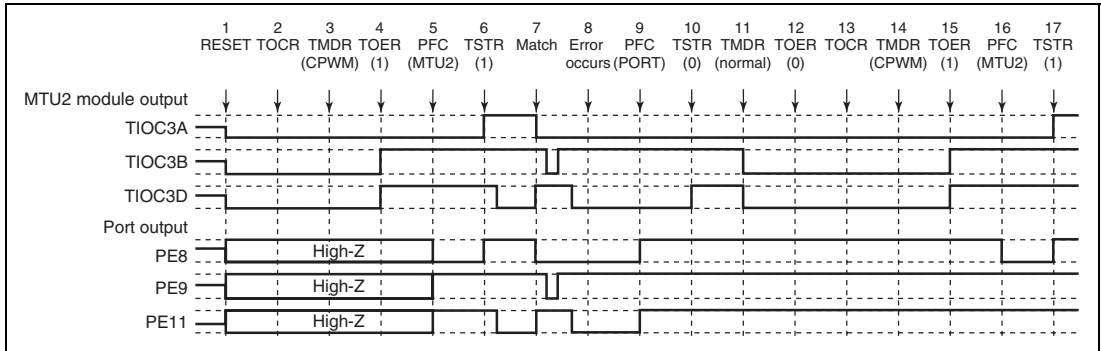 1 2 3 4 5 6 7 8 9 10 11 12 13 14 15 16 17
RESET TOCR TMDR TOER PFC TSTR Match Error PFC TSTR TMDR TOER TOCR TMDR TOER PFC TSTR
(CPWM) (1) (MTU2) (1) occurs (PORT) (0) (normal) (0) (CPWM) (1) (MTU2) (1)
MTU2 module output
TIOC3A
TIOC3B
TIOC3D
Port output
PE8 High-Z
PE9 High-Z
PE11 High-Z